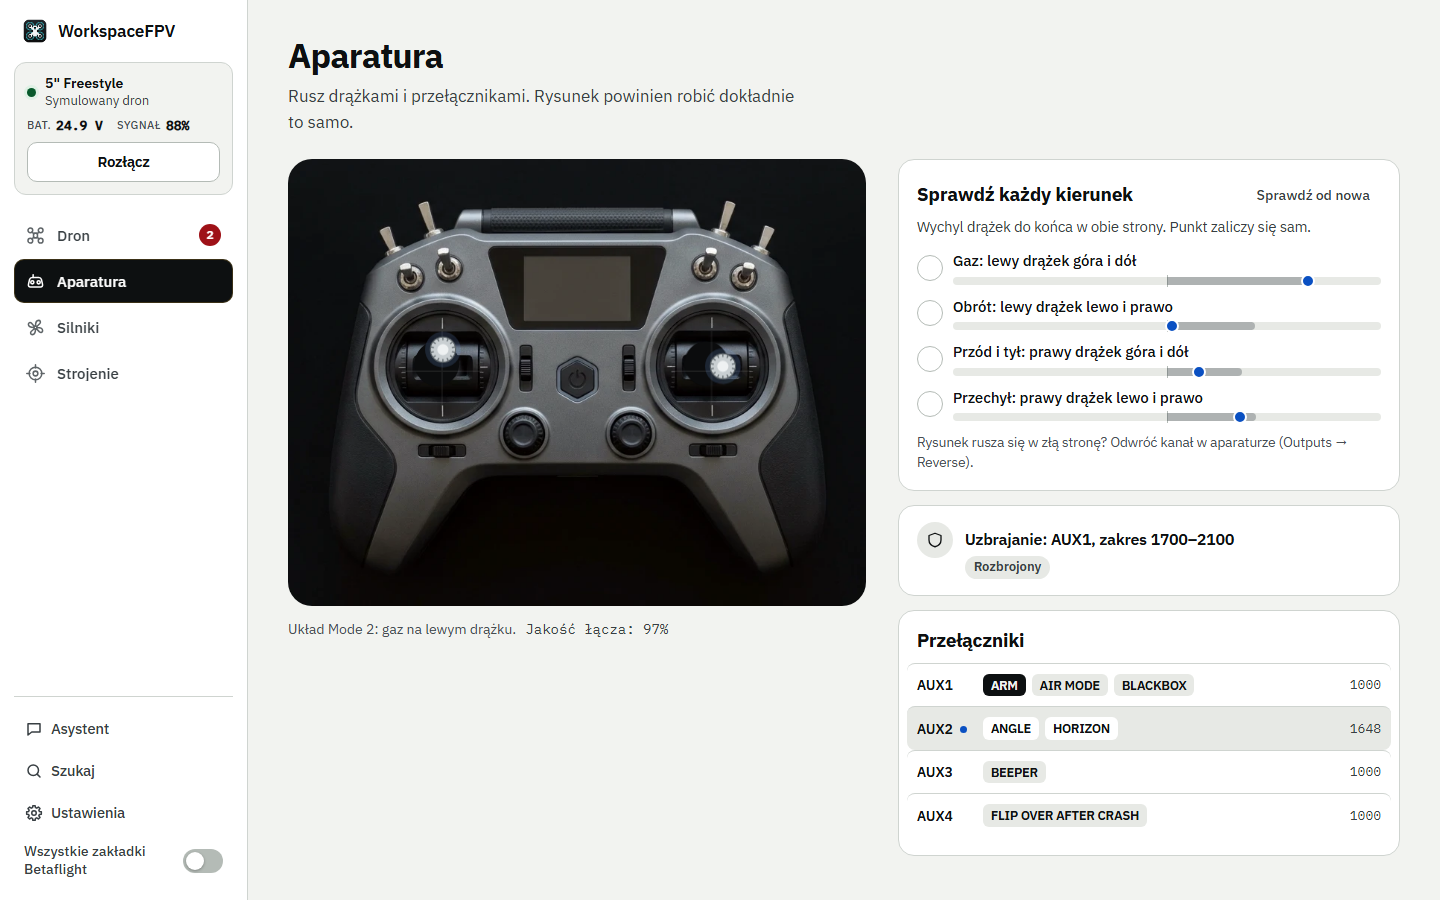 WorkspaceFPV
5" Freestyle
Symulowany dron
BAT. 24.9 V SYGNAŁ 88%
Rozłącz
Dron 2
Aparatura
Silniki
Strojenie
Asystent
Szukaj
Ustawienia
Wszystkie zakładki
Betaflight
Aparatura
Rusz drążkami i przełącznikami. Rysunek powinien robić dokładnie
to samo.
Układ Mode 2: gaz na lewym drążku. Jakość łącza: 97%
Sprawdź każdy kierunek Sprawdź od nowa
Wychyl drążek do końca w obie strony. Punkt zaliczy się sam.
Gaz: lewy drążek góra i dół
Obrót: lewy drążek lewo i prawo
Przód i tył: prawy drążek góra i dół
Przechył: prawy drążek lewo i prawo
Rysunek rusza się w złą stronę? Odwróć kanał w aparaturze (Outputs →
Reverse).
Uzbrajanie: AUX1, zakres 1700–2100
Rozbrojony
Przełączniki
AUX1 ARM AIR MODE BLACKBOX 1000
AUX2 ANGLE HORIZON 1648
AUX3 BEEPER 1000
AUX4 FLIP OVER AFTER CRASH 1000